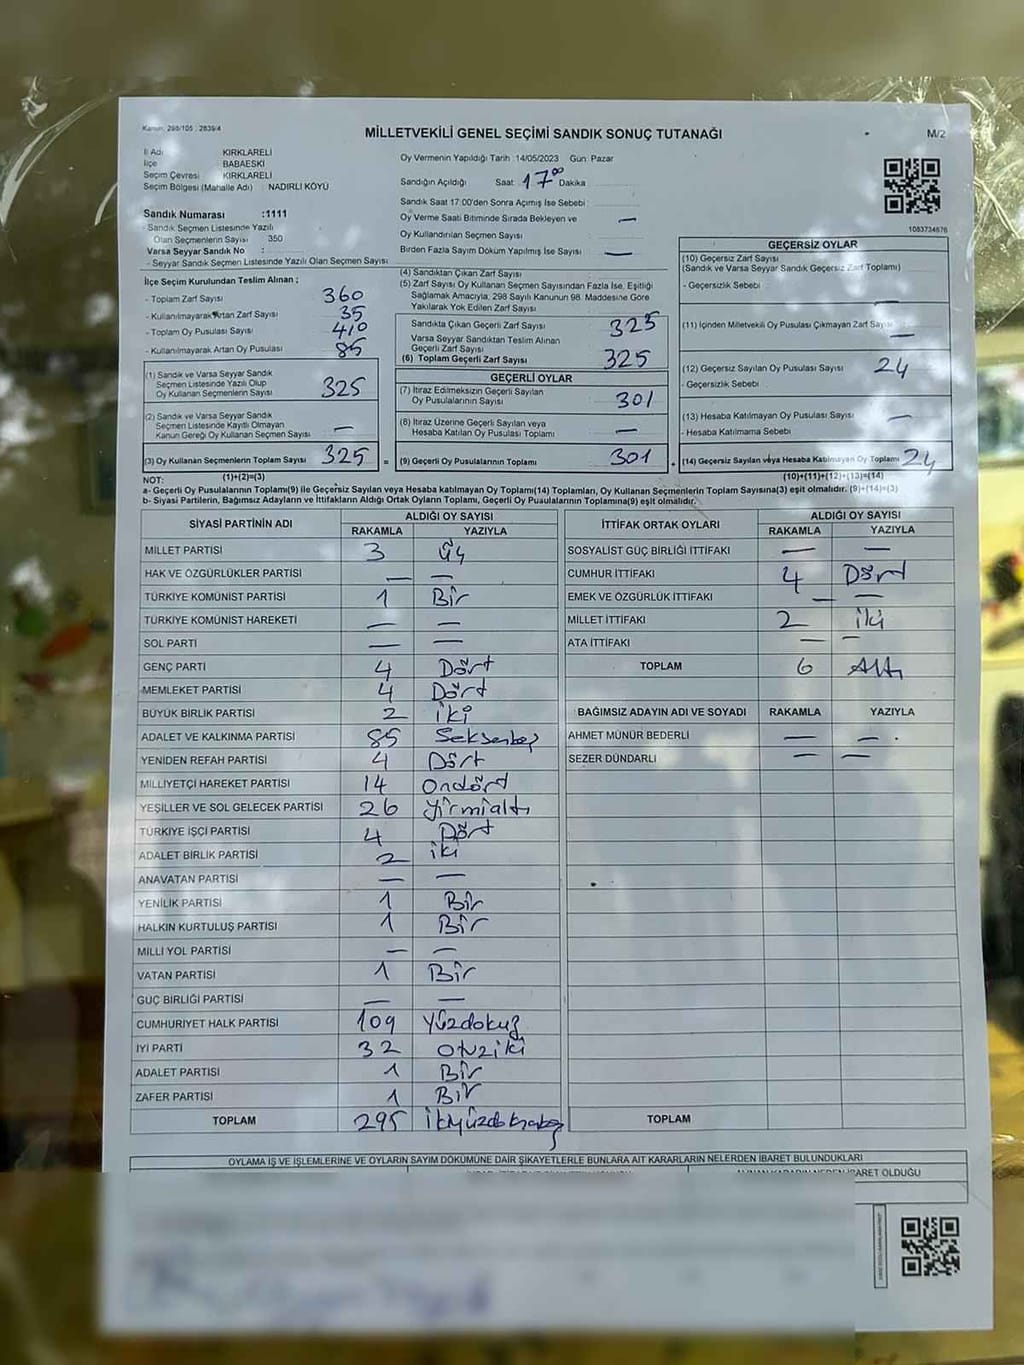 Kanun: 298/105 : 2839/4
MİLLETVEKİLİ GENEL SEÇİMİ SANDIK SONUÇ TUTANAĞI
M/2
İl Adı KIRKLARELİ
İlçe BABAESKİ
Seçim Çevresi KIRKLARELİ
Seçim Bölgesi (Mahalle Adı) : NADIRLI KÖYÜ
Sandık Numarası :1111
- Sandık Seçmen Listesinde Yazılı
Olan Seçmenlerin Sayısı 350
Varsa Seyyar Sandık No :
- Seyyar Sandık Seçmen Listesinde Yazılı Olan Seçmen Sayısı
Oy Vermenin Yapıldığı Tarih :14/05/2023 Gün: Pazar
Sandığın Açıldığı Saat: 17 00 Dakika
Sandık Saat 17:00'den Sonra Açımış İse Sebebi :
Oy Verme Saati Bitiminde Sırada Bekleyen ve —
Oy Kullandırılan Seçmen Sayısı
Birden Fazla Sayım Döküm Yapılmış İse Sayısı —
1083734676
İlçe Seçim Kurulundan Teslim Alınan ;
- Toplam Zarf Sayısı 360
- Kullanılmayarak Artan Zarf Sayısı 35
- Toplam Oy Pusulası Sayısı 410
- Kullanılmayarak Artan Oy Pusulası 85
(1) Sandık ve Varsa Seyyar Sandık
Seçmen Listesinde Yazılı Olup
Oy Kullanan Seçmenlerin Sayısı 325
(2) Sandık ve Varsa Seyyar Sandık
Seçmen Listesinde Kayıtlı Olmayan
Kanun Gereği Oy Kullanan Seçmen Sayısı —
(3) Oy Kullanan Seçmenlerin Toplam Sayısı 325 =
(4) Sandıktan Çıkan Zarf Sayısı
(5) Zarf Sayısı Oy Kullanan Seçmen Sayısından Fazla İse, Eşitliği
Sağlamak Amacıyla, 298 Sayılı Kanunun 98. Maddesine Göre
Yakılarak Yok Edilen Zarf Sayısı
Sandıkta Çıkan Geçerli Zarf Sayısı 325
Varsa Seyyar Sandıktan Teslim Alınan
Geçerli Zarf Sayısı
(6) Toplam Geçerli Zarf Sayısı 325
GEÇERLİ OYLAR
(7) İtiraz Edilmeksizin Geçerli Sayılan
Oy Pusulalarının Sayısı 301
(8) İtiraz Üzerine Geçerli Sayılan veya
Hesaba Katılan Oy Pusulası Toplamı —
(9) Geçerli Oy Pusulalarının Toplamı 301 +
GEÇERSİZ OYLAR
(10) Geçersiz Zarf Sayısı
(Sandık ve Varsa Seyyar Sandık Geçersiz Zarf Toplamı)
- Geçersizlik Sebebi —
(11) İçinden Milletvekili Oy Pusulası Çıkmayan Zarf Sayısı —
(12) Geçersiz Sayılan Oy Pusulası Sayısı 24
- Geçersizlik Sebebi
(13) Hesaba Katılmayan Oy Pusulası Sayısı —
- Hesaba Katılmama Sebebi
(14) Geçersiz Sayılan veya Hesaba Katılmayan Oy Toplamı 24
NOT: (1)+(2)=(3) (10)+(11)+(12)+(13)=(14)
a- Geçerli Oy Pusulalarının Toplamı(9) ile Geçersiz Sayılan veya Hesaba katılmayan Oy Toplamı(14) Toplamları, Oy Kullanan Seçmenlerin Toplam Sayısına(3) eşit olmalıdır. (9)+(14)=(3)
b- Siyasi Partilerin, Bağımsız Adayların ve İttifakların Aldığı Ortak Oyların Toplamı, Geçerli Oy Pusulalarının Toplamına(9) eşit olmalıdır.
SİYASİ PARTİNİN ADI ALDIĞI OY SAYISI
RAKAMLA YAZIYLA
MİLLET PARTİSİ 3 Üç
HAK VE ÖZGÜRLÜKLER PARTİSİ — —
TÜRKİYE KOMÜNİST PARTİSİ 1 Bir
TÜRKİYE KOMÜNİST HAREKETİ — —
SOL PARTİ — —
GENÇ PARTİ 4 Dört
MEMLEKET PARTİSİ 4 Dört
BÜYÜK BİRLİK PARTİSİ 2 iki
ADALET VE KALKINMA PARTİSİ 85 Seksenbeş
YENİDEN REFAH PARTİSİ 4 Dört
MİLLİYETÇİ HAREKET PARTİSİ 14 Ondört
YEŞİLLER VE SOL GELECEK PARTİSİ 26 Yirmialtı
TÜRKİYE İŞÇİ PARTİSİ 4 Dört
ADALET BİRLİK PARTİSİ 2 iki
ANAVATAN PARTİSİ — —
YENİLİK PARTİSİ 1 Bir
HALKIN KURTULUŞ PARTİSİ 1 Bir
MİLLİ YOL PARTİSİ — —
VATAN PARTİSİ 1 Bir
GÜÇ BİRLİĞİ PARTİSİ — —
CUMHURİYET HALK PARTİSİ 109 Yüzdokuz
İYİ PARTİ 32 Otuziki
ADALET PARTİSİ 1 Bir
ZAFER PARTİSİ 1 Bir
TOPLAM 295
İTTİFAK ORTAK OYLARI ALDIĞI OY SAYISI
RAKAMLA YAZIYLA
SOSYALİST GÜÇ BİRLİĞİ İTTİFAKI — —
CUMHUR İTTİFAKI 4 Dört
EMEK VE ÖZGÜRLÜK İTTİFAKI — —
MİLLET İTTİFAKI 2 iki
ATA İTTİFAKI — —
TOPLAM 6 Altı
BAĞIMSIZ ADAYIN ADI VE SOYADI RAKAMLA YAZIYLA
AHMET MÜNÜR BEDERLİ — —
SEZER DÜNDARLI — —
TOPLAM
OYLAMA İŞ VE İŞLEMLERİNE VE OYLARIN SAYIM DÖKÜMÜNE DAİR ŞİKAYETLERLE BUNLARA AİT KARARLARIN NELERDEN İBARET BULUNDUKLARI